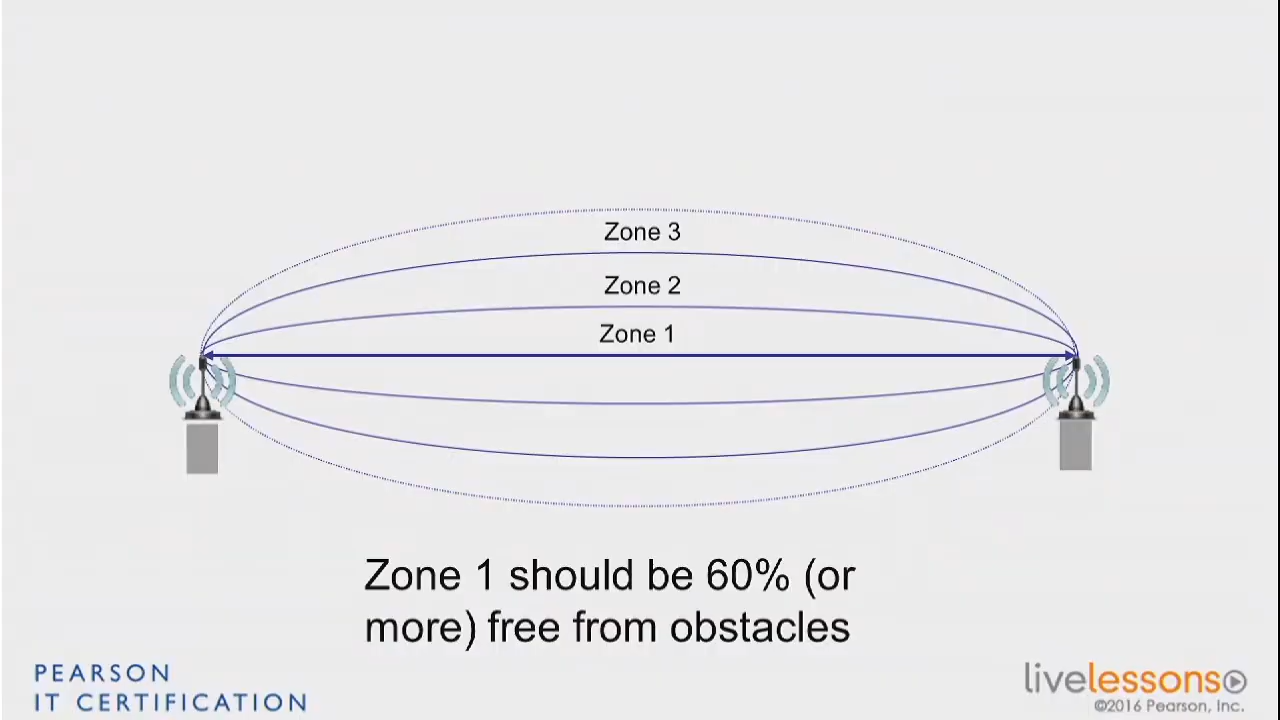 Zone 3
Zone 2
Zone 1
Zone 1 should be 60% (or
more) free from obstacles
PEARSON
IT CERTIFICATION
livelessons
©2016 Pearson, Inc.